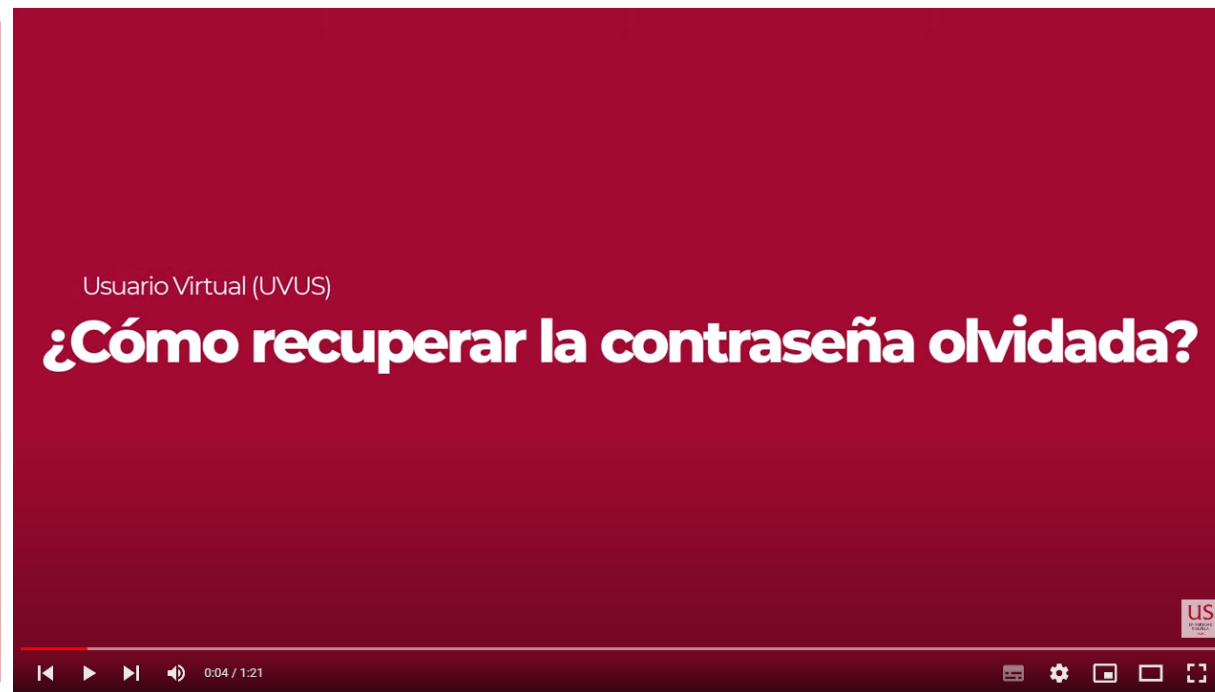 Usuario Virtual (UVUS)
¿Cómo recuperar la contraseña olvidada?
US
0:04 / 1:21